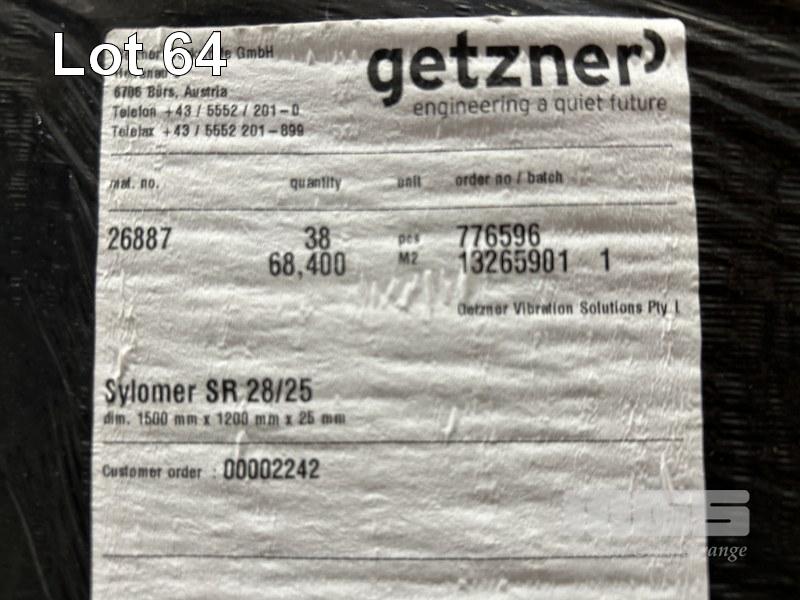 Lot 64
GmbH
getzner
engineering a quiet future
6706 Bürs, Austria
Telefon +43 / 5552 / 201-0
Telefax +43 / 5552 201-899
mat. no. quantity unit order no / batch
26887 38 pcs 776596
68,400 M2 13265901 1
Getzner Vibration Solutions Pty L
Sylomer SR 28/25
dim. 1500 mm x 1200 mm x 25 mm
Customer order : 00002242